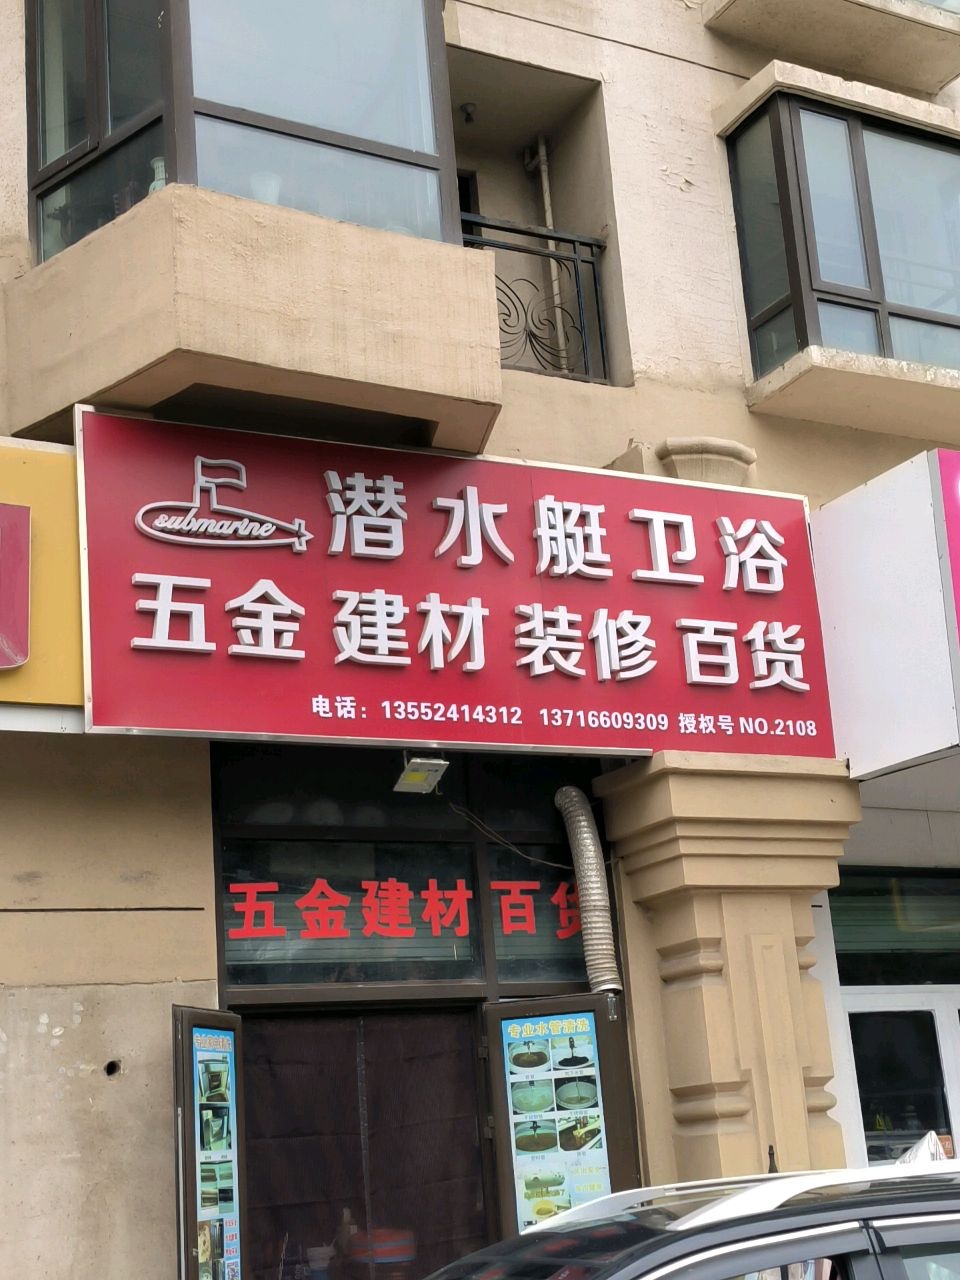 submarine 潜水艇卫浴
五金 建材 装修 百货
电话：13552414312 13716609309 授权号 NO.2108
五金建材 百货
专业水管清洗